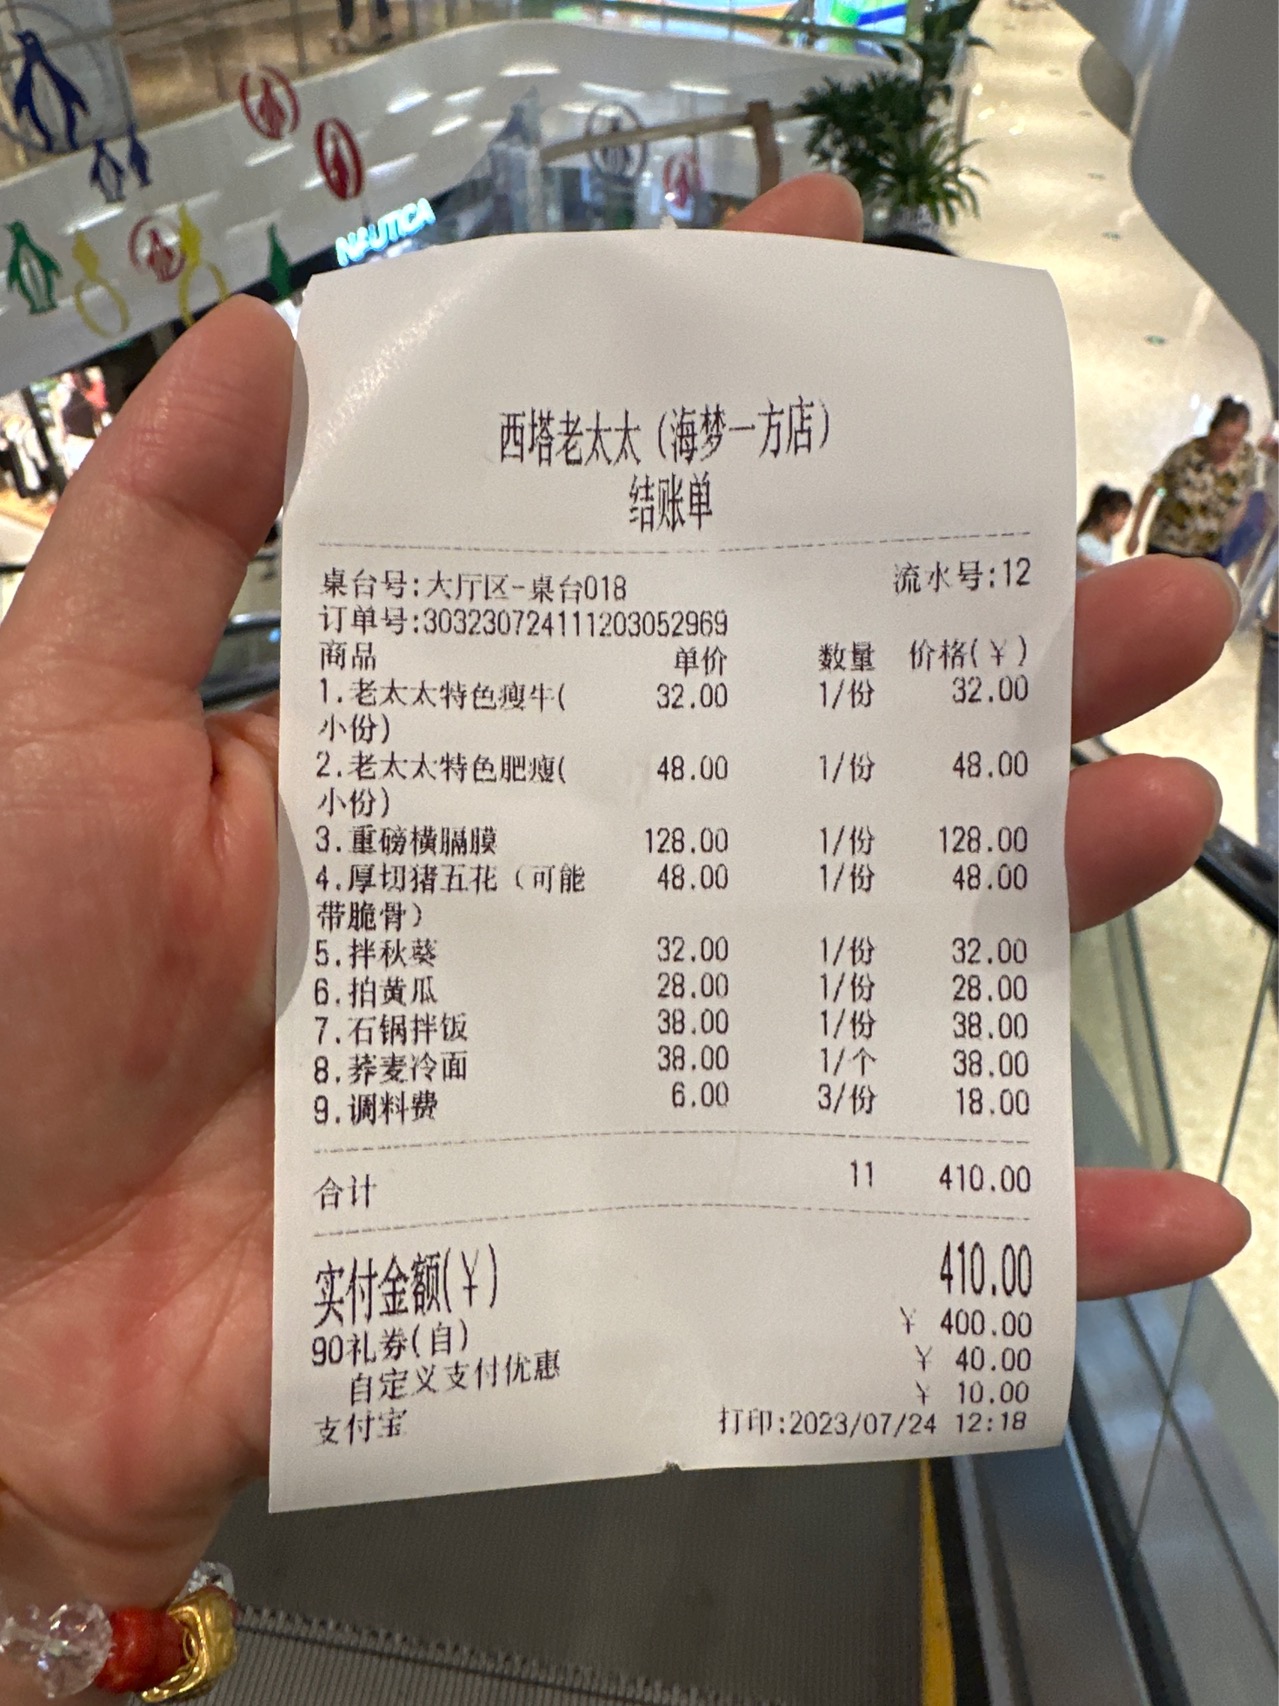 NAUTICA
西塔老太太（海梦一方店）
结账单
桌台号:大厅区-桌台018 流水号:12
订单号:303230724111203052969
商品 单价 数量 价格(￥)
1.老太太特色瘦牛( 32.00 1/份 32.00
小份)
2.老太太特色肥瘦( 48.00 1/份 48.00
小份)
3.重磅横膈膜 128.00 1/份 128.00
4.厚切猪五花（可能 48.00 1/份 48.00
带脆骨）
5.拌秋葵 32.00 1/份 32.00
6.拍黄瓜 28.00 1/份 28.00
7.石锅拌饭 38.00 1/份 38.00
8.荞麦冷面 38.00 1/个 38.00
9.调料费 6.00 3/份 18.00
合计 11 410.00
实付金额(￥) 410.00
90礼券(自) ￥ 400.00
自定义支付优惠 ￥ 40.00
支付宝 ￥ 10.00
打印:2023/07/24 12:18